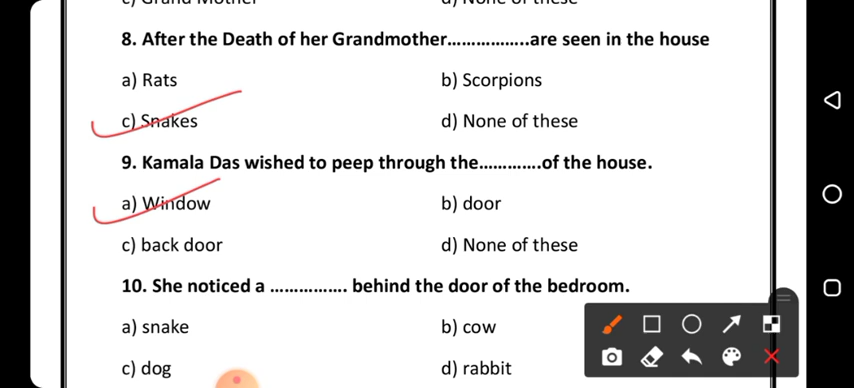 8. After the Death of her Grandmother................are seen in the house
a) Rats b) Scorpions
c) Snakes d) None of these
9. Kamala Das wished to peep through the.............of the house.
a) Window b) door
c) back door d) None of these
10. She noticed a ................ behind the door of the bedroom.
a) snake b) cow
c) dog d) rabbit